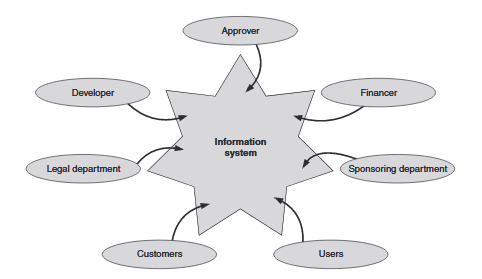 Approver
Developer
Financer
Information
system
Legal department
Sponsoring department
Customers
Users